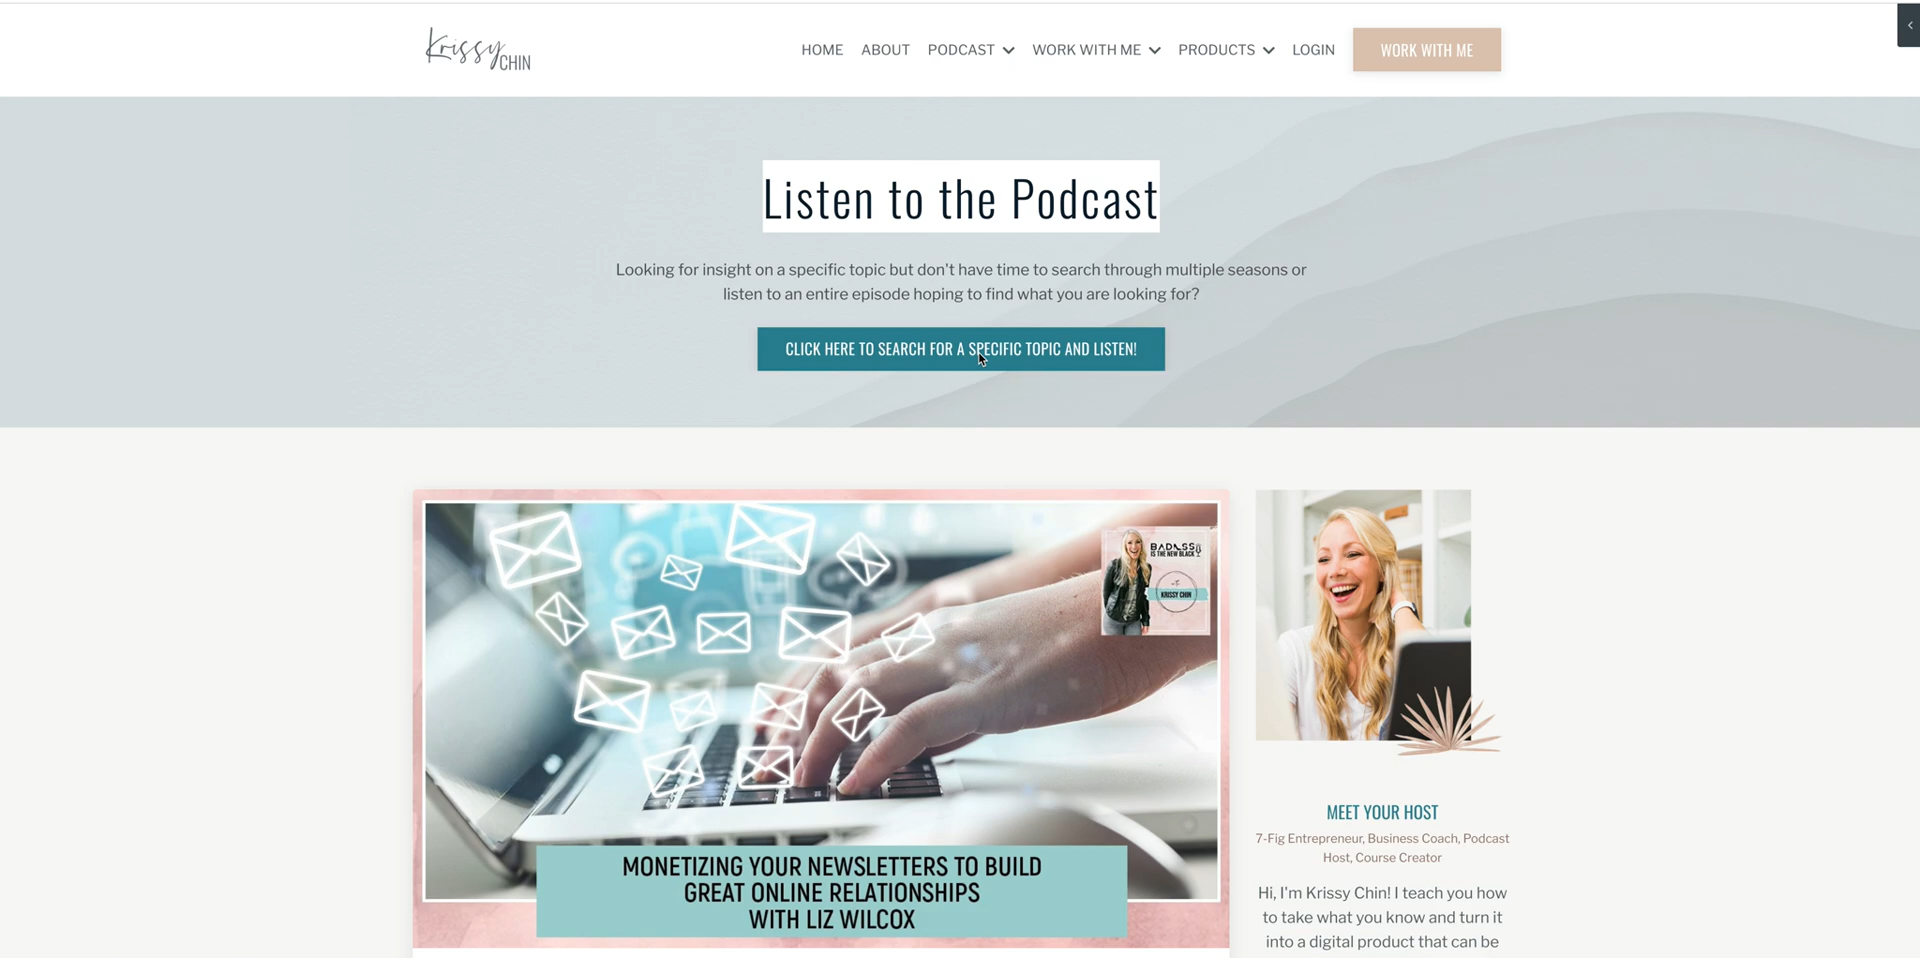 Krissy CHIN
HOME ABOUT PODCAST WORK WITH ME PRODUCTS LOGIN WORK WITH ME
Listen to the Podcast
Looking for insight on a specific topic but don't have time to search through multiple seasons or
listen to an entire episode hoping to find what you are looking for?
CLICK HERE TO SEARCH FOR A SPECIFIC TOPIC AND LISTEN!
BADASS
IS THE NEW BLACK
KRISSY CHIN
MONETIZING YOUR NEWSLETTERS TO BUILD
GREAT ONLINE RELATIONSHIPS
WITH LIZ WILCOX
MEET YOUR HOST
7-Fig Entrepreneur, Business Coach, Podcast
Host, Course Creator
Hi, I'm Krissy Chin! I teach you how
to take what you know and turn it
into a digital product that can be